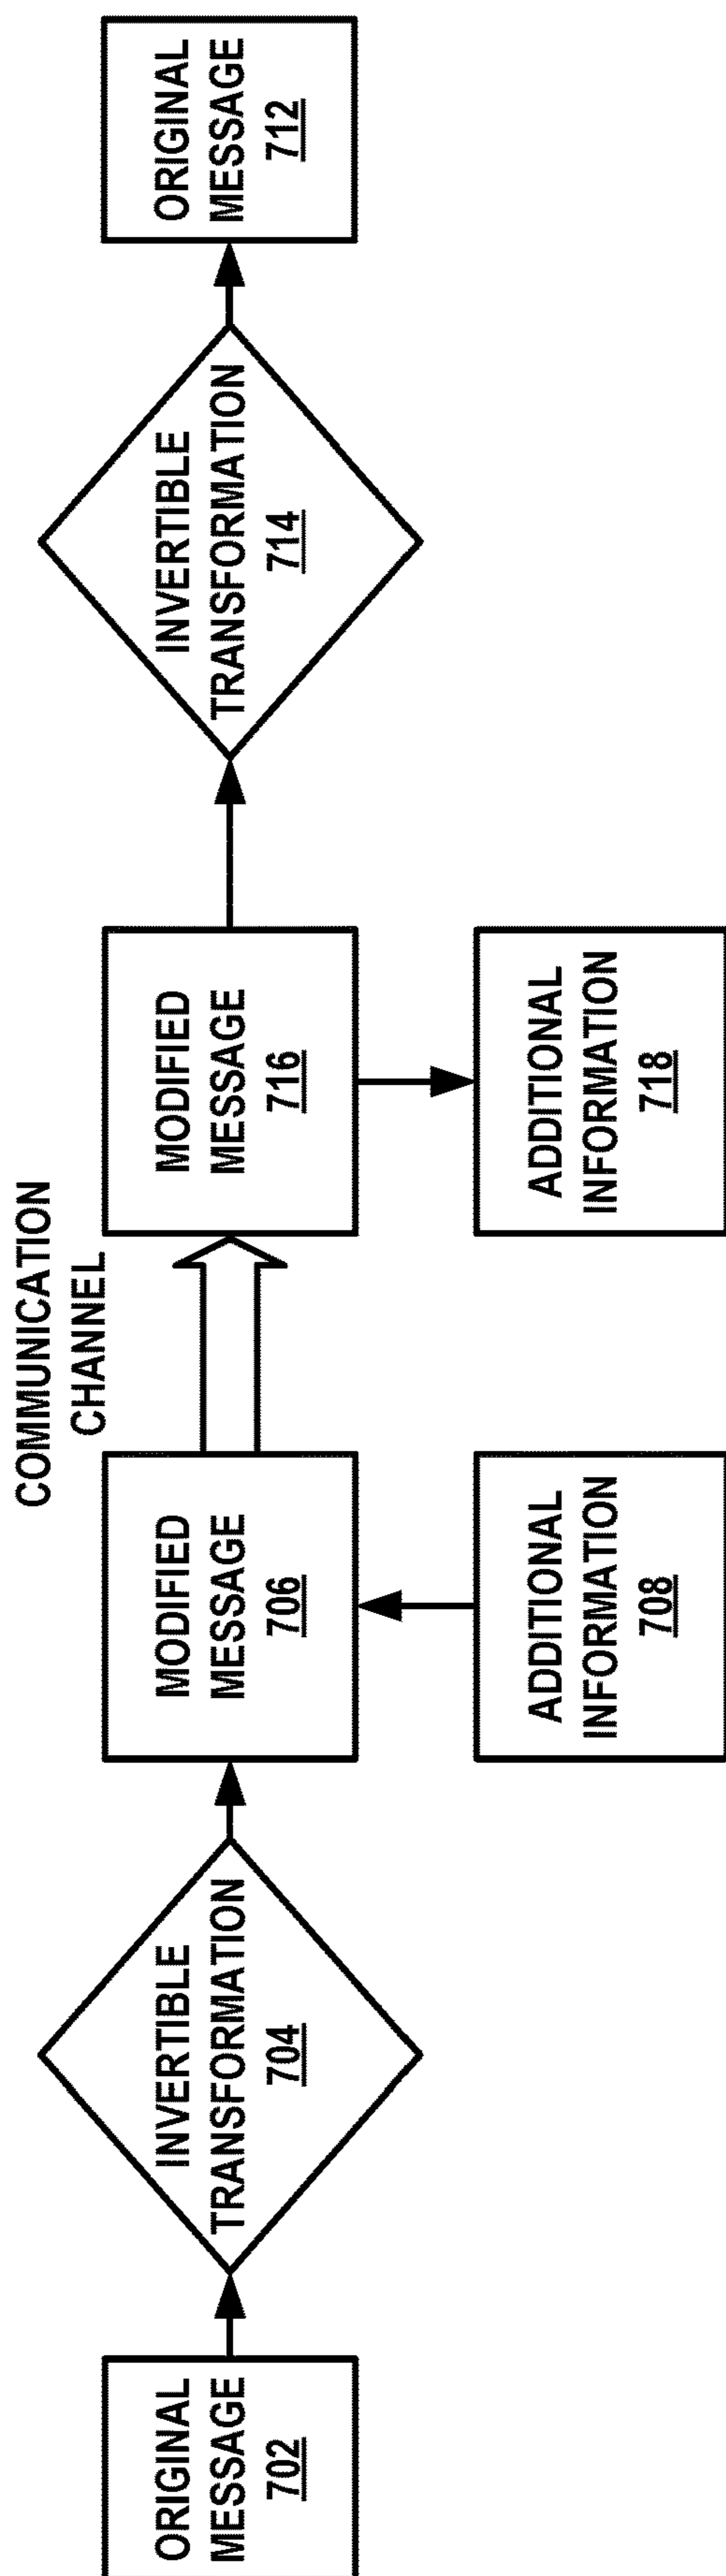 ORIGINAL
MESSAGE
702
INVERTIBLE
TRANSFORMATION
704
MODIFIED
MESSAGE
706
ADDITIONAL
INFORMATION
708
COMMUNICATION
CHANNEL
MODIFIED
MESSAGE
716
ADDITIONAL
INFORMATION
718
INVERTIBLE
TRANSFORMATION
714
ORIGINAL
MESSAGE
712